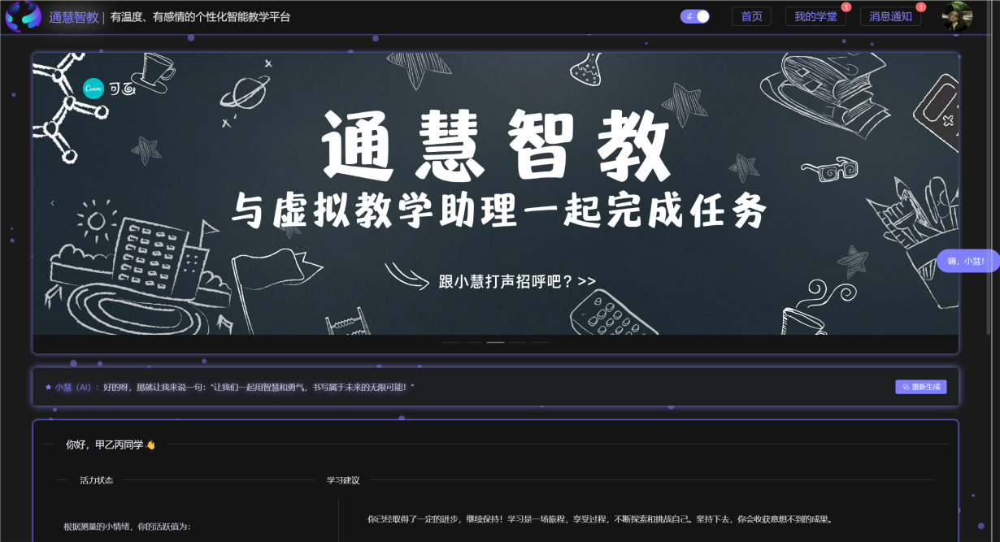 通慧智教 | 有温度、有感情的个性化智能教学平台
首页
我的学堂
1
消息通知
1
Canva 可画
通慧智教
与虚拟教学助理一起完成任务
跟小慧打声招呼吧？>>
嗨，小慧!
小慧（AI）：好的呀，那就让我来说一句："让我们一起用智慧和勇气，书写属于未来的无限可能！"
重新生成
你好，甲乙丙同学👋
活力状态
学习建议
根据测量的小情绪，你的活跃值为：
你已经取得了一定的进步，继续保持！学习是一场旅程，享受过程，不断探索和挑战自己。坚持下去，你会收获意想不到的成果。